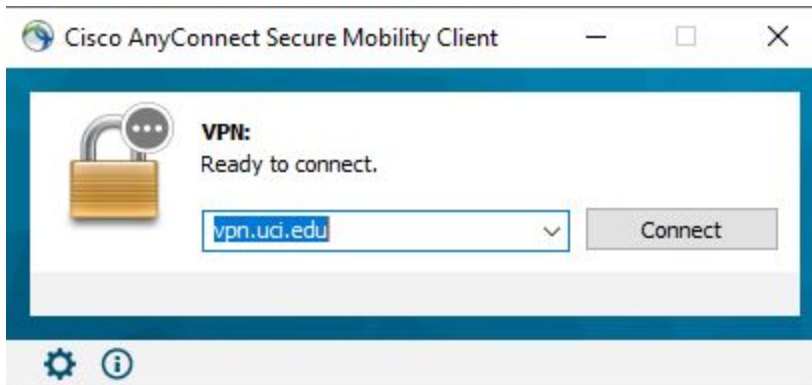 Cisco AnyConnect Secure Mobility Client
VPN:
Ready to connect.
vpn.uci.edu
Connect